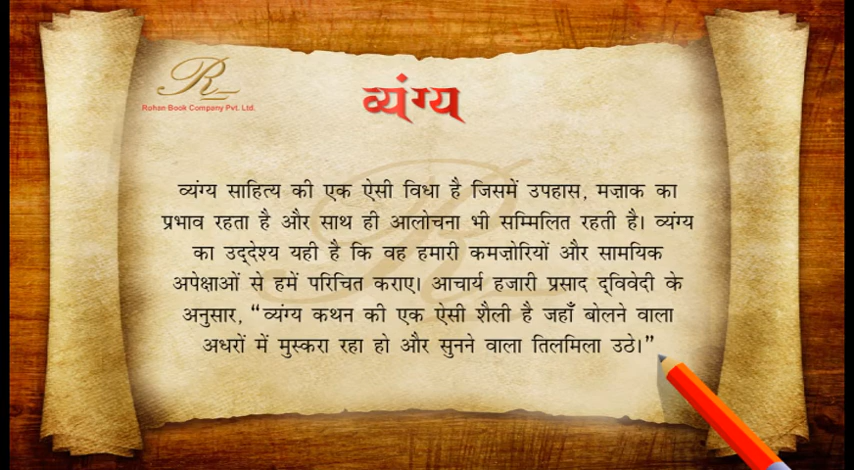 R
Rohan Book Company Pvt. Ltd.
व्यंग्य
व्यंग्य साहित्य की एक ऐसी विधा है जिसमें उपहास, मज़ाक का
प्रभाव रहता है और साथ ही आलोचना भी सम्मिलित रहती है। व्यंग्य
का उद्‌देश्य यही है कि वह हमारी कमज़ोरियों और सामयिक
अपेक्षाओं से हमें परिचित कराए। आचार्य हजारी प्रसाद द्‌विवेदी के
अनुसार, “व्यंग्य कथन की एक ऐसी शैली है जहाँ बोलने वाला
अधरों में मुस्करा रहा हो और सुनने वाला तिलमिला उठे।”